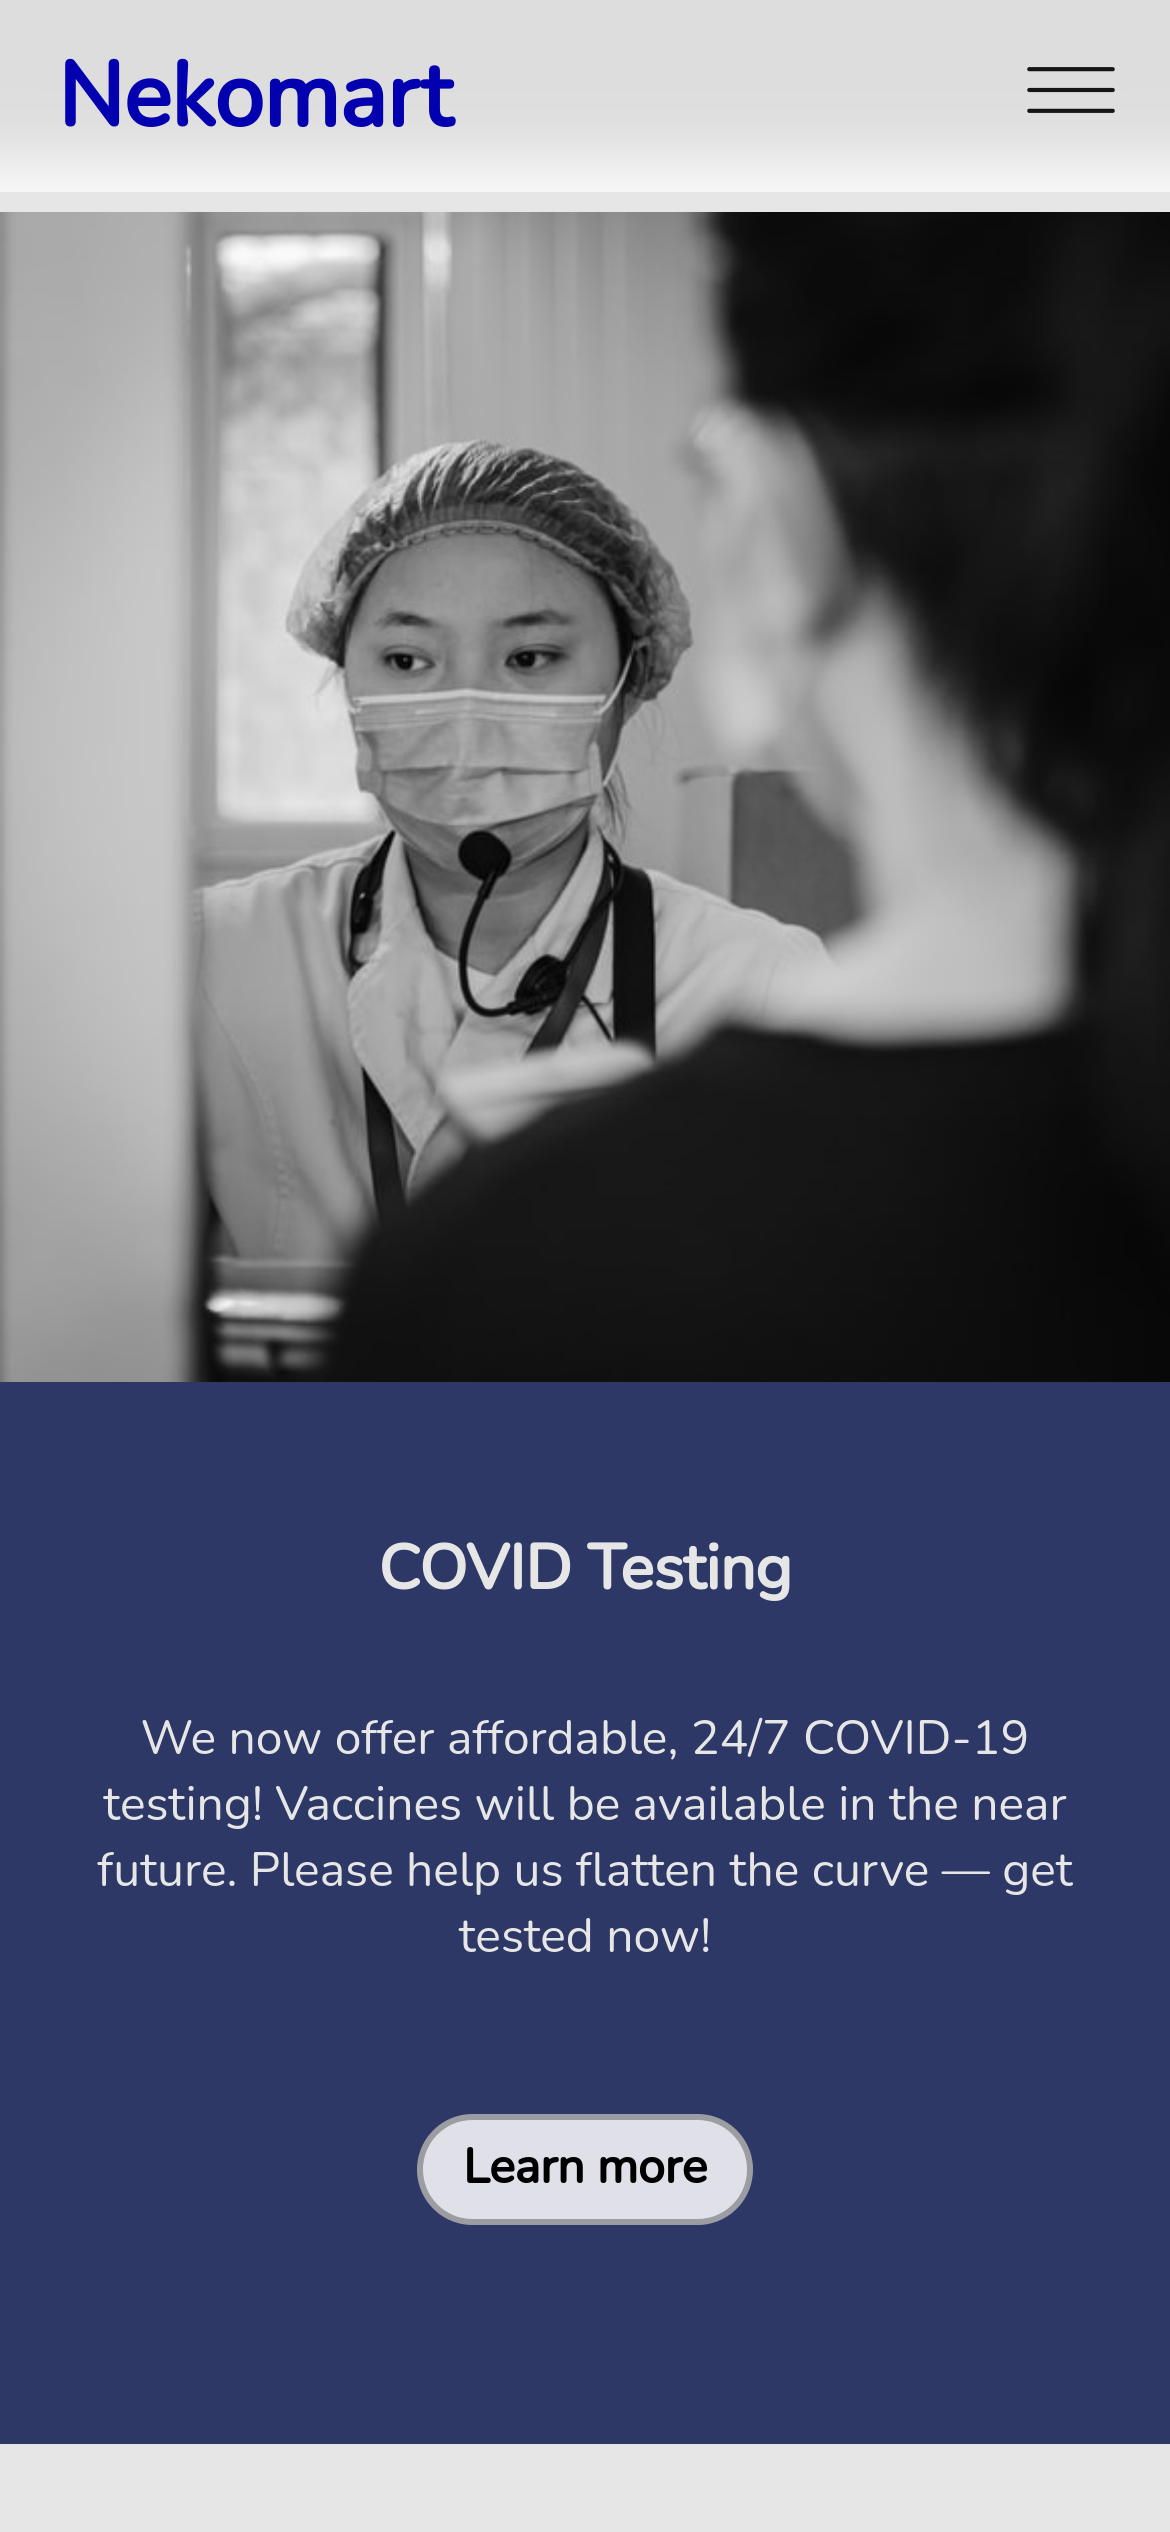 Nekomart
COVID Testing
We now offer affordable, 24/7 COVID-19
testing! Vaccines will be available in the near
future. Please help us flatten the curve — get
tested now!
Learn more